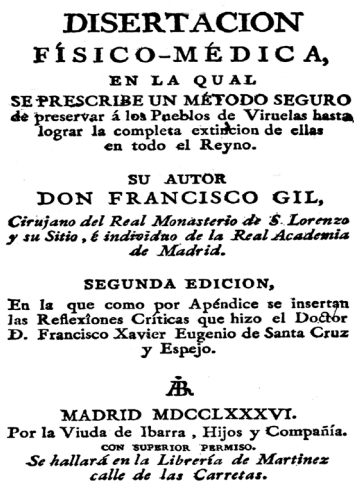 DISERTACION
FÍSICO-MÉDICA,
EN LA QUAL
SE PRESCRIBE UN MÉTODO SEGURO
de preservar á los Pueblos de Viruelas hasta
lograr la completa extincion de ellas
en todo el Reyno.
SU AUTOR
DON FRANCISCO GIL,
Cirujano del Real Monasterio de S. Lorenzo
y su Sitio, é individuo de la Real Academia
de Madrid.
SEGUNDA EDICION,
En la que como por Apéndice se insertan
las Reflexîones Críticas que hizo el Doctor
D. Francisco Xavier Eugenio de Santa Cruz
y Espejo.
MADRID MDCCLXXXVI.
Por la Viuda de Ibarra, Hijos y Compañía.
CON SUPERIOR PERMISO.
Se hallará en la Librería de Martinez
calle de las Carretas.